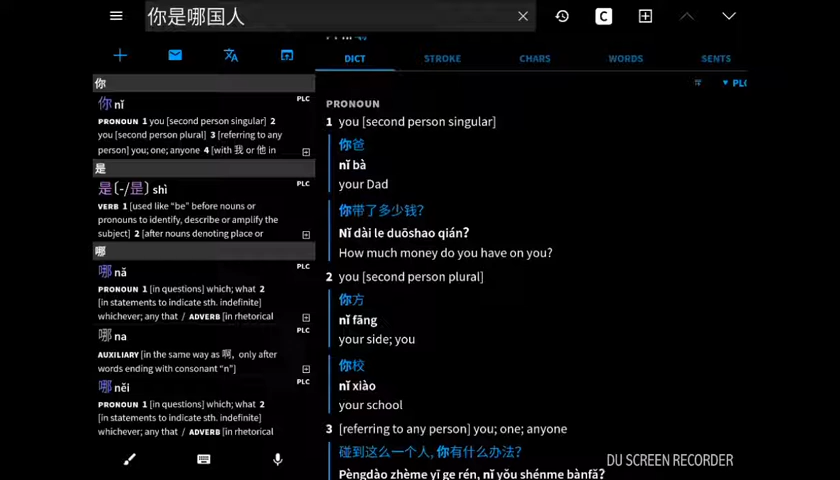 你是哪国人
C
DICT STROKE CHARS WORDS SENTS
你
你 nǐ PLC
PRONOUN 1 you [second person singular] 2
you [second person plural] 3 [referring to any
person] you; one; anyone 4 [with 我 or 他 in
是
是 (-/昰) shì PLC
VERB 1 [used like “be” before nouns or
pronouns to identify, describe or amplify the
subject] 2 [after nouns denoting place or
哪
哪 nǎ PLC
PRONOUN 1 [in questions] which; what 2
[in statements to indicate sth. indefinite]
whichever; any that / ADVERB [in rhetorical
哪 na PLC
AUXILIARY [in the same way as 啊, only after
words ending with consonant “n”]
哪 něi PLC
PRONOUN 1 [in questions] which; what 2
[in statements to indicate sth. indefinite]
whichever; any that / ADVERB [in rhetorical
PLC
PRONOUN
1 you [second person singular]
你爸
nǐ bà
your Dad
你带了多少钱?
Nǐ dài le duōshao qián?
How much money do you have on you?
2 you [second person plural]
你方
nǐ fāng
your side; you
你校
nǐ xiào
your school
3 [referring to any person] you; one; anyone
碰到这么一个人, 你有什么办法?
Pèngdào zhème yī ge rén, nǐ yǒu shénme bànfǎ?
DU SCREEN RECORDER